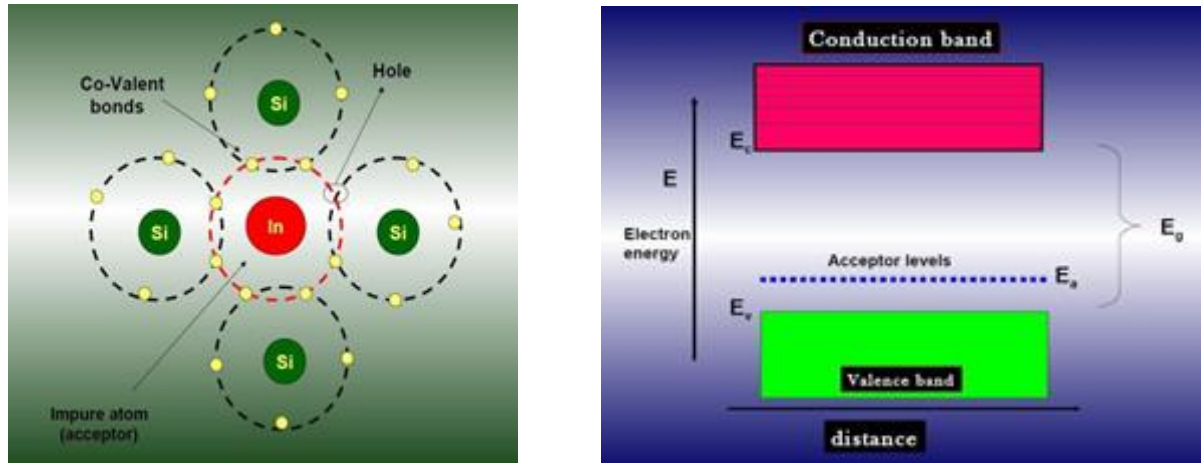 Co-Valent
bonds
Hole
Si
Si
In
Si
Si
Impure atom
(acceptor)
Conduction band
Ec
E
Electron
energy
Acceptor levels
Ea
Eg
Ev
Valence band
distance